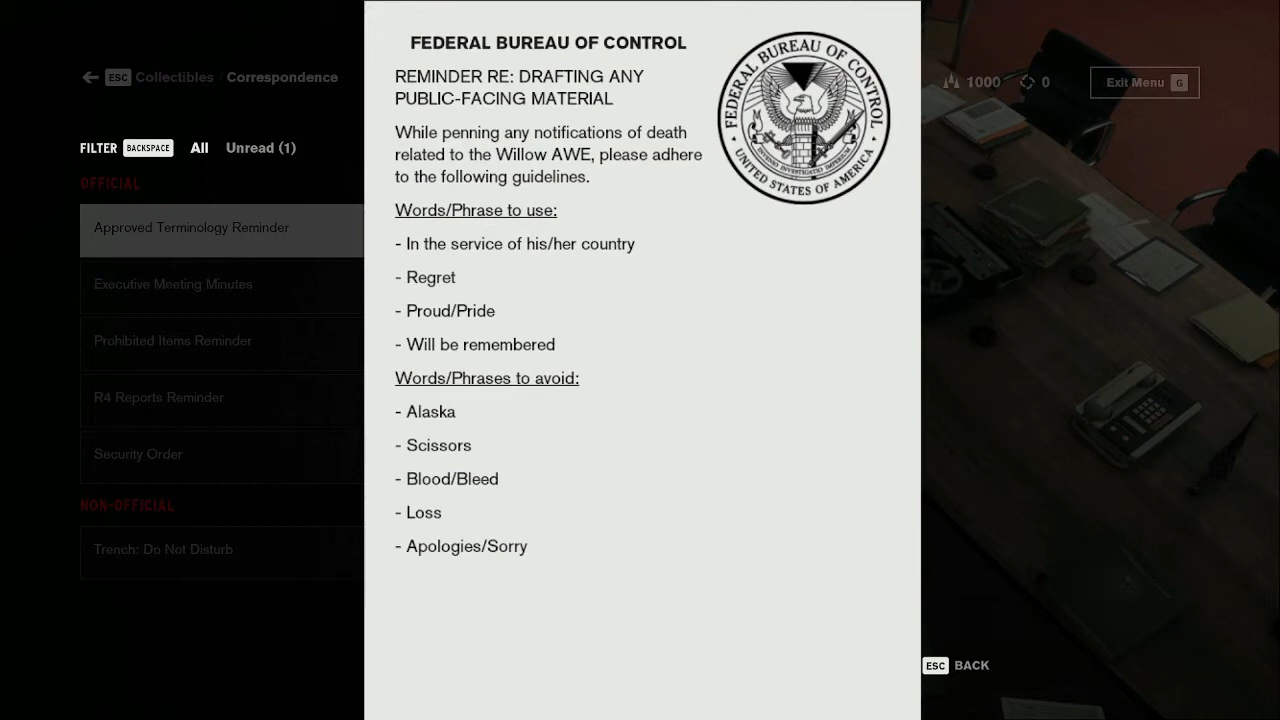 FEDERAL BUREAU OF CONTROL
REMINDER RE: DRAFTING ANY
PUBLIC-FACING MATERIAL
While penning any notifications of death
related to the Willow AWE, please adhere
to the following guidelines.
Words/Phrase to use:
- In the service of his/her country
- Regret
- Proud/Pride
- Will be remembered
Words/Phrases to avoid:
- Alaska
- Scissors
- Blood/Bleed
- Loss
- Apologies/Sorry
FEDERAL BUREAU OF CONTROL
UNITED STATES OF AMERICA
ESC Collectibles / Correspondence
FILTER BACKSPACE All Unread (1)
OFFICIAL
Approved Terminology Reminder
Executive Meeting Minutes
Prohibited Items Reminder
R4 Reports Reminder
Security Order
NON-OFFICIAL
Trench: Do Not Disturb
1000 0 Exit Menu G
ESC BACK